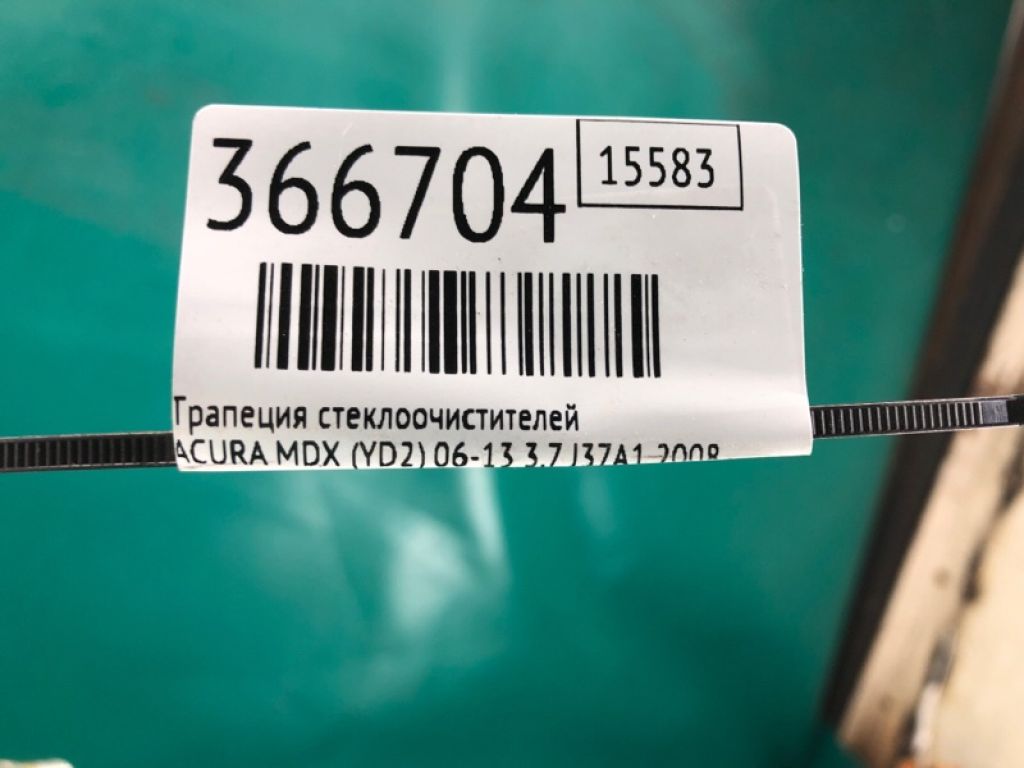 366704
15583
Трапеция стеклоочистителей
ACURA MDX (YD2) 06-13 3.7 J37A1 2008